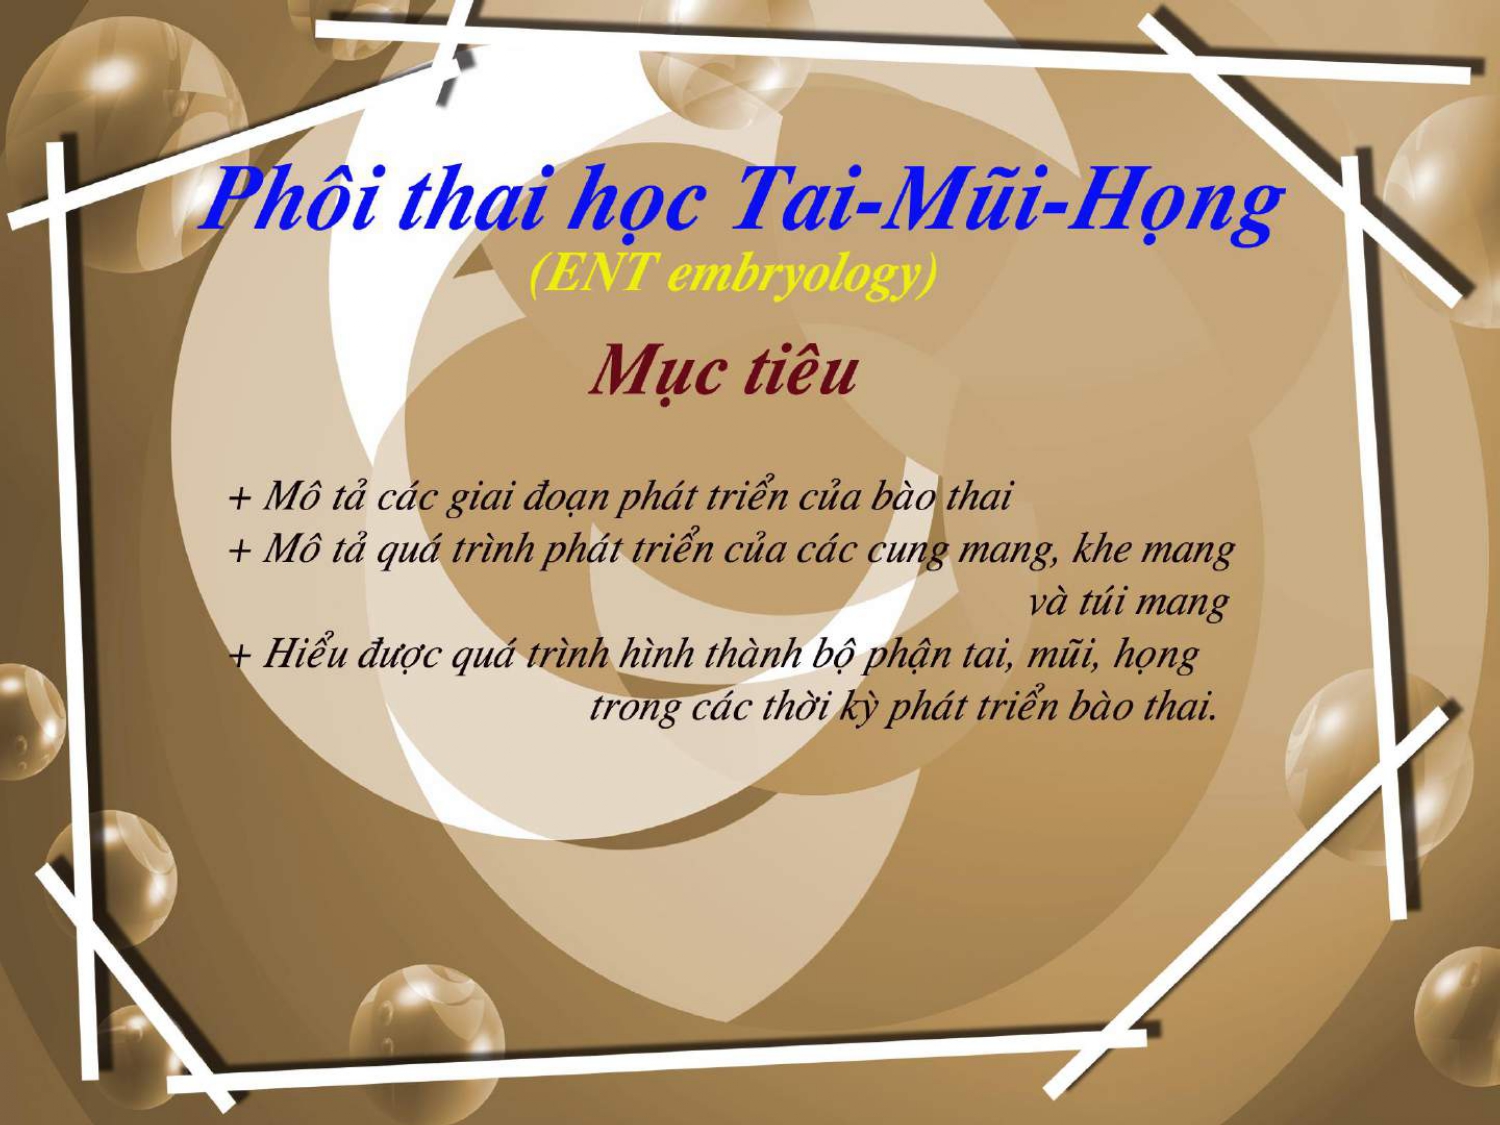 Phôi thai học Tai-Mũi-Họng
(ENT embryology)
Mục tiêu
+ Mô tả các giai đoạn phát triển của bào thai
+ Mô tả quá trình phát triển của các cung mang, khe mang
và túi mang
+ Hiểu được quá trình hình thành bộ phận tai, mũi, họng
trong các thời kỳ phát triển bào thai.